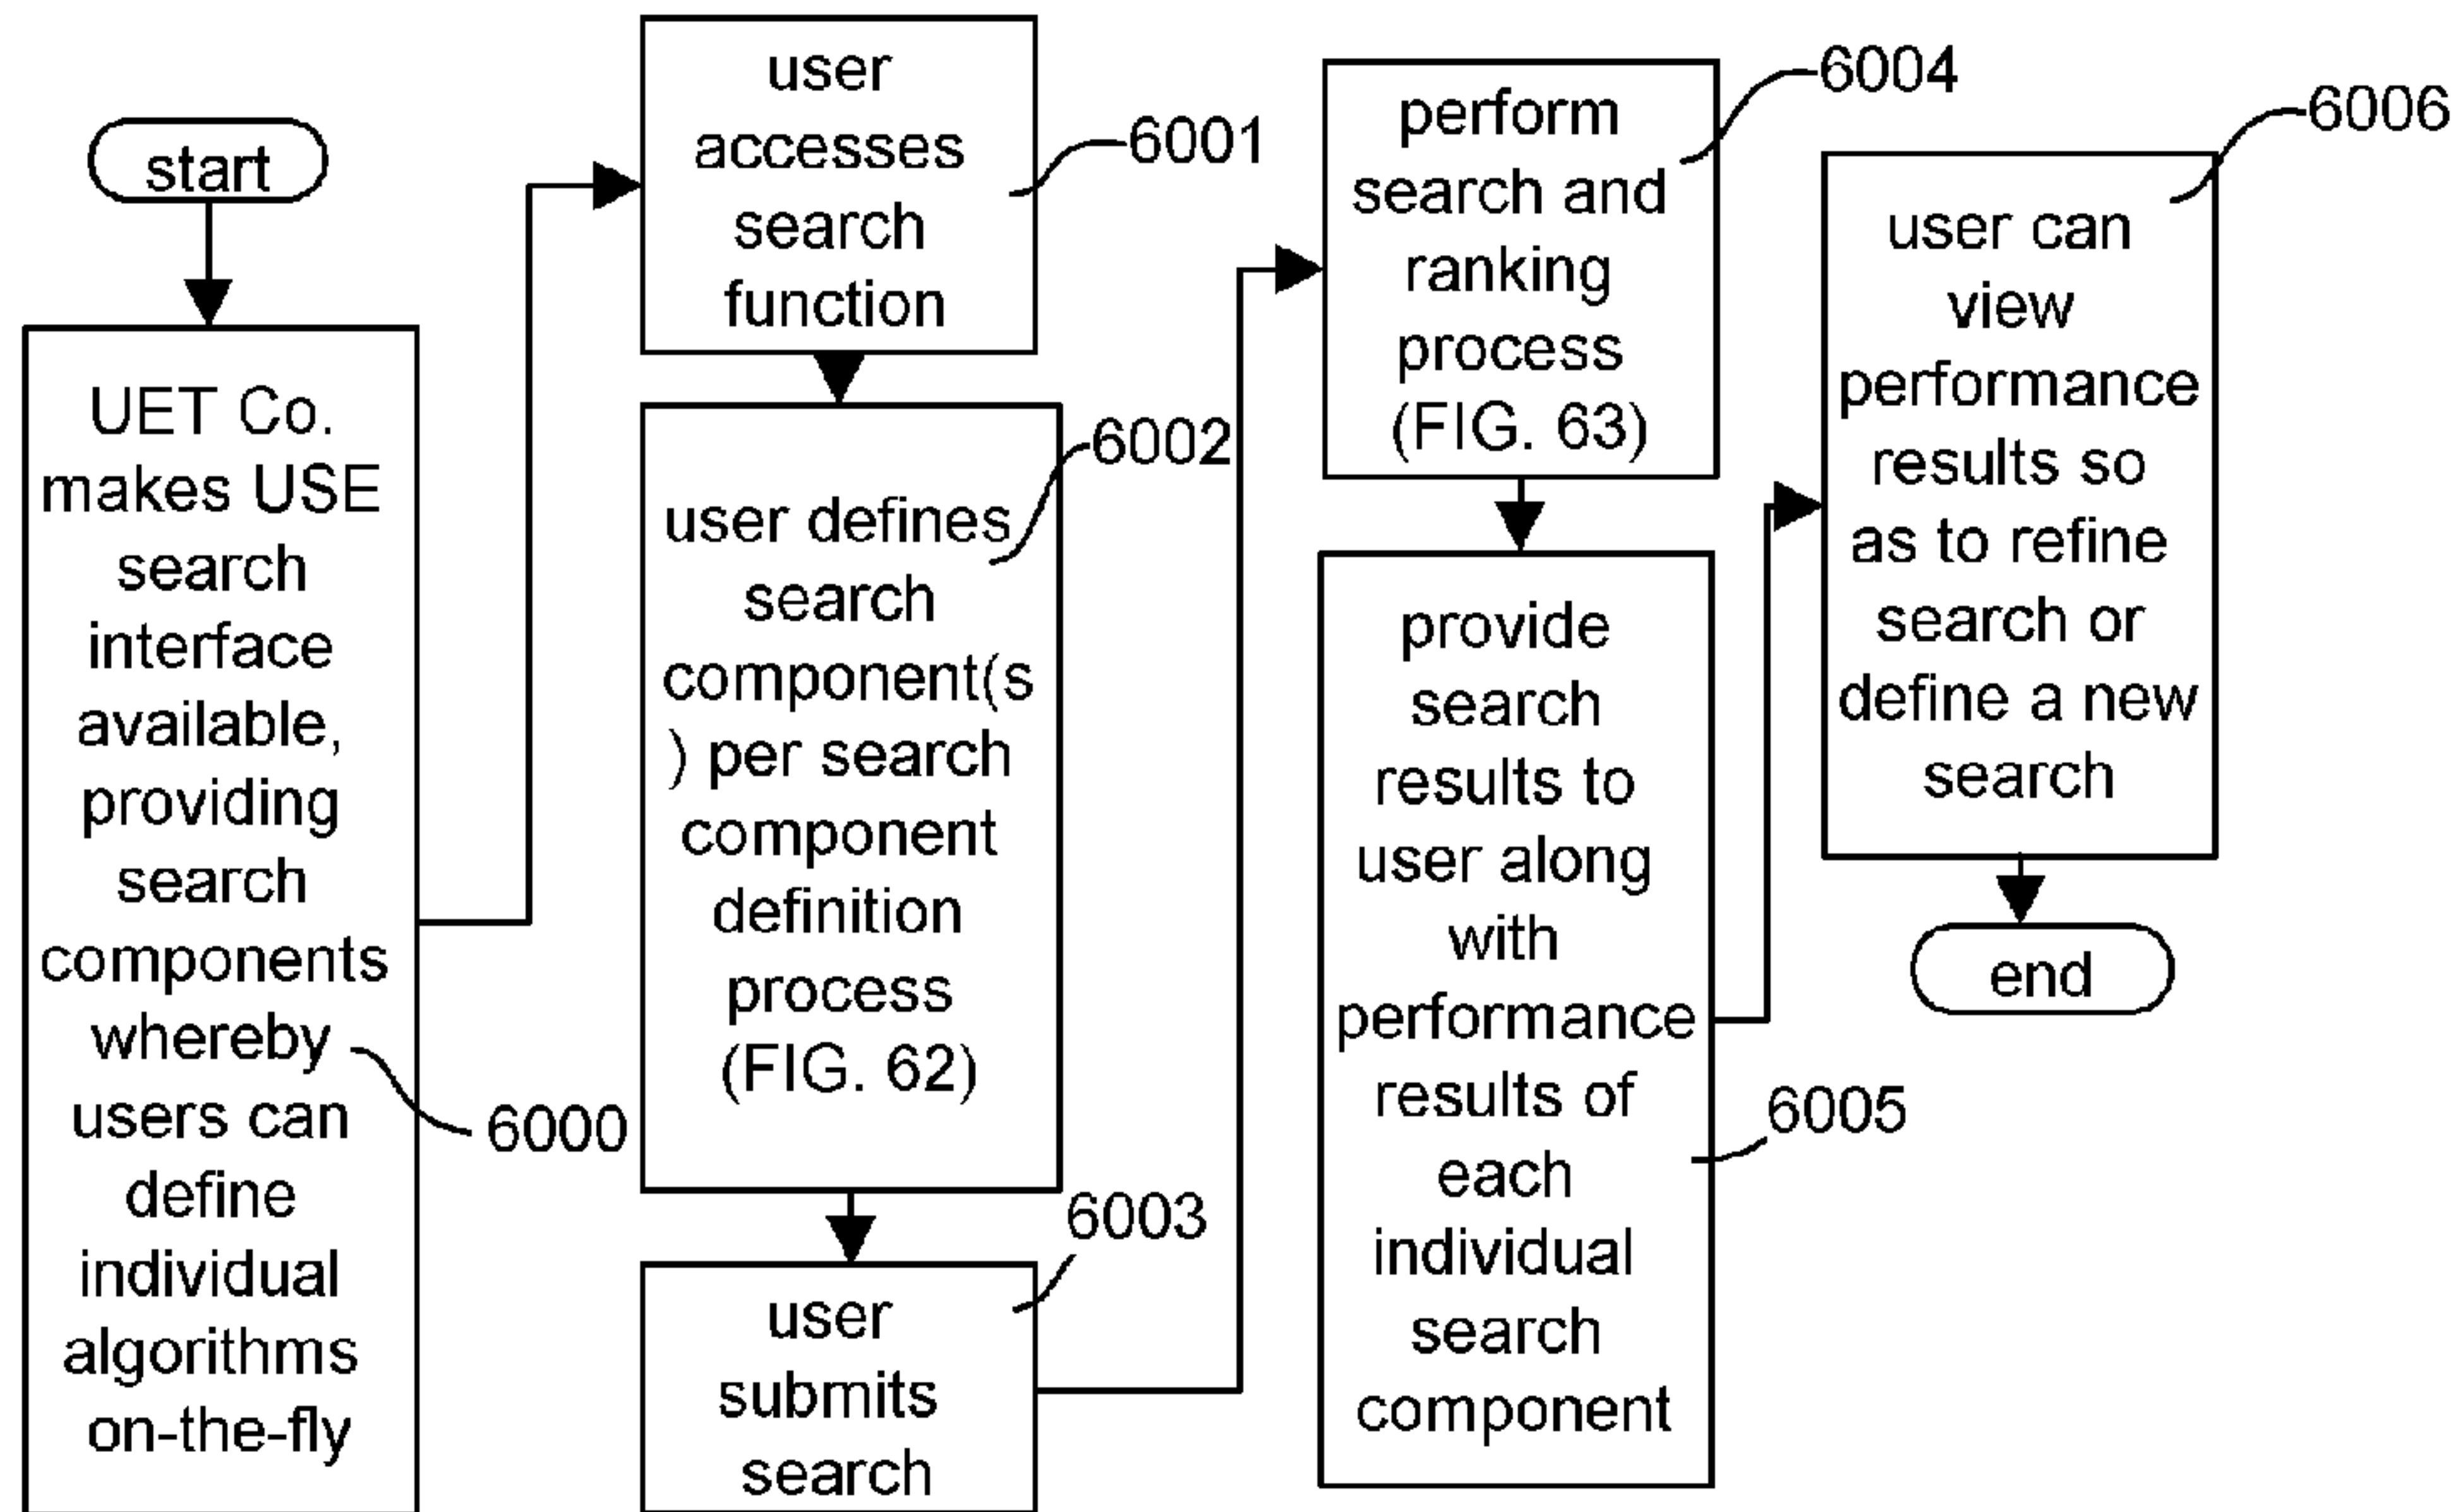 start
UET Co.
makes USE
search
interface
available,
providing
search
components
whereby
users can
define
individual
algorithms
on-the-fly
6000
user
accesses
search
function
6001
user defines
search
component(s
) per search
component
definition
process
(FIG. 62)
6002
user
submits
search
6003
perform
search and
ranking
process
(FIG. 63)
6004
provide
search
results to
user along
with
performance
results of
each
individual
search
component
6005
user can
view
performance
results so
as to refine
search or
define a new
search
6006
end